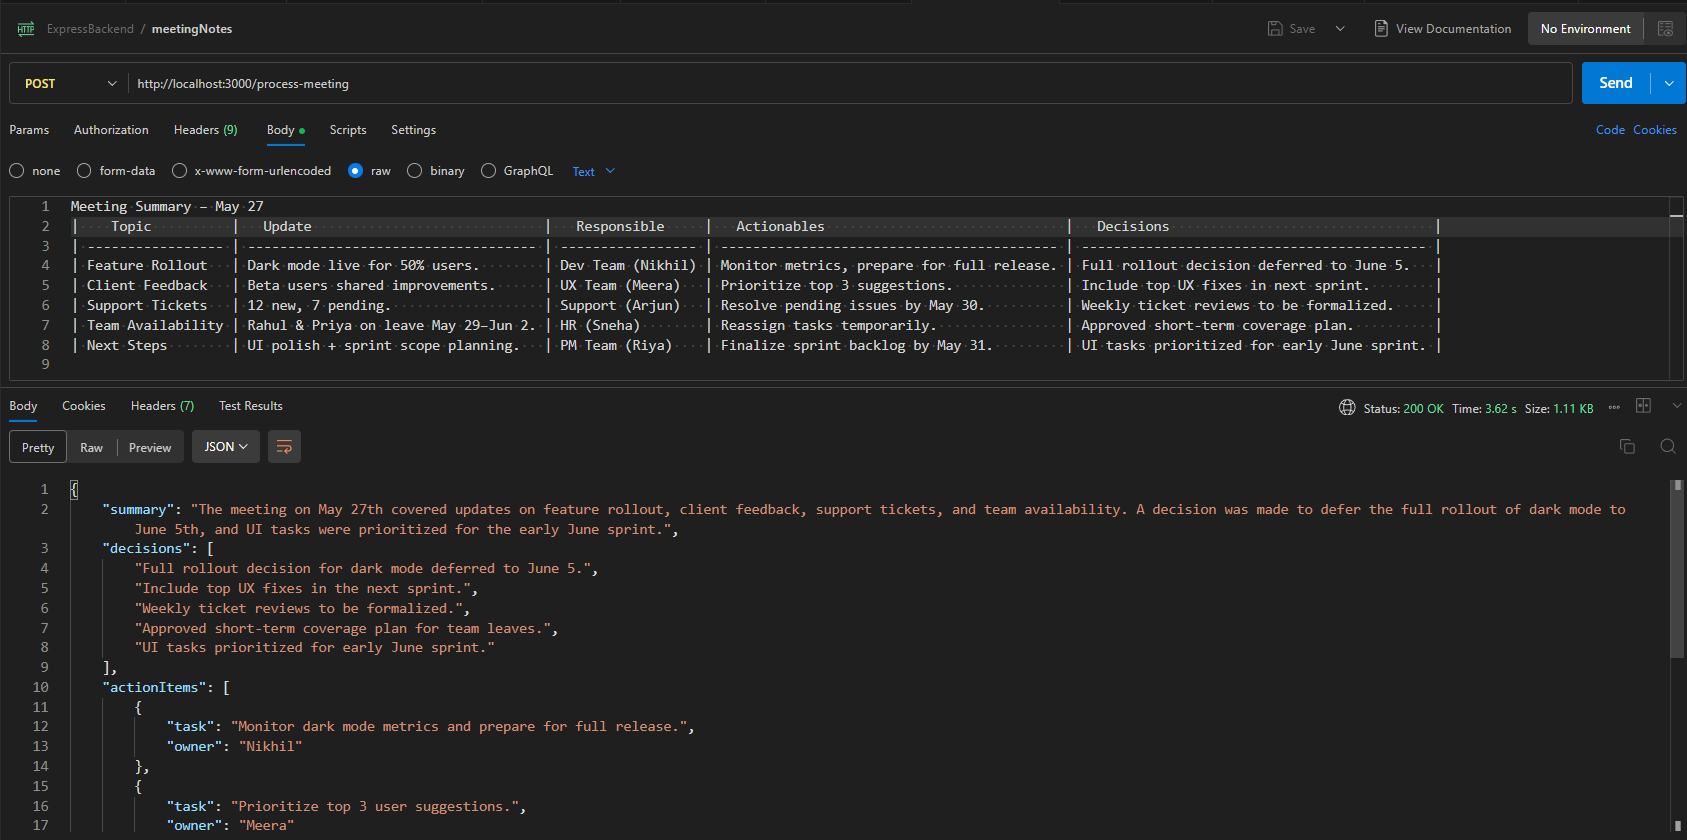 HTTP ExpressBackend / meetingNotes Save View Documentation No Environment
POST http://localhost:3000/process-meeting Send
Params Authorization Headers (9) Body Scripts Settings Code Cookies
none form-data x-www-form-urlencoded raw binary GraphQL Text
1 Meeting Summary – May 27
2 | Topic | Update | Responsible | Actionables | Decisions |
3 | ----------------- | ------------------------------------ | ----------------- | ------------------------------------------ | ------------------------------------------- |
4 | Feature Rollout | Dark mode live for 50% users. | Dev Team (Nikhil) | Monitor metrics, prepare for full release. | Full rollout decision deferred to June 5. |
5 | Client Feedback | Beta users shared improvements. | UX Team (Meera) | Prioritize top 3 suggestions. | Include top UX fixes in next sprint. |
6 | Support Tickets | 12 new, 7 pending. | Support (Arjun) | Resolve pending issues by May 30. | Weekly ticket reviews to be formalized. |
7 | Team Availability | Rahul & Priya on leave May 29–Jun 2. | HR (Sneha) | Reassign tasks temporarily. | Approved short-term coverage plan. |
8 | Next Steps | UI polish + sprint scope planning. | PM Team (Riya) | Finalize sprint backlog by May 31. | UI tasks prioritized for early June sprint. |
9
Body Cookies Headers (7) Test Results Status: 200 OK Time: 3.62 s Size: 1.11 KB
Pretty Raw Preview JSON
1 {
2 "summary": "The meeting on May 27th covered updates on feature rollout, client feedback, support tickets, and team availability. A decision was made to defer the full rollout of dark mode to
June 5th, and UI tasks were prioritized for the early June sprint.",
3 "decisions": [
4 "Full rollout decision for dark mode deferred to June 5.",
5 "Include top UX fixes in the next sprint.",
6 "Weekly ticket reviews to be formalized.",
7 "Approved short-term coverage plan for team leaves.",
8 "UI tasks prioritized for early June sprint."
9 ],
10 "actionItems": [
11 {
12 "task": "Monitor dark mode metrics and prepare for full release.",
13 "owner": "Nikhil"
14 },
15 {
16 "task": "Prioritize top 3 user suggestions.",
17 "owner": "Meera"